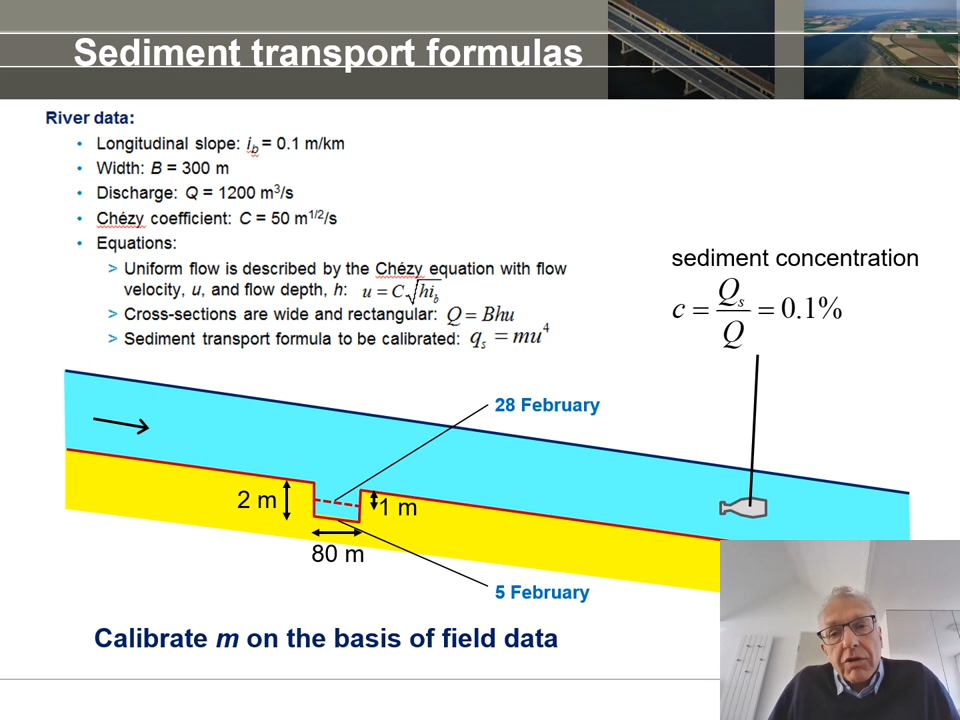 Sediment transport formulas
River data:
• Longitudinal slope: i_b = 0.1 m/km
• Width: B = 300 m
• Discharge: Q = 1200 m³/s
• Chézy coefficient: C = 50 m^{1/2}/s
• Equations:
> Uniform flow is described by the Chézy equation with flow
velocity, u, and flow depth, h: u = C√(hi_b)
> Cross-sections are wide and rectangular: Q = Bhu
> Sediment transport formula to be calibrated: q_s = mu⁴
sediment concentration
c = Q_s/Q = 0.1%
28 February
2 m
1 m
80 m
5 February
Calibrate m on the basis of field data